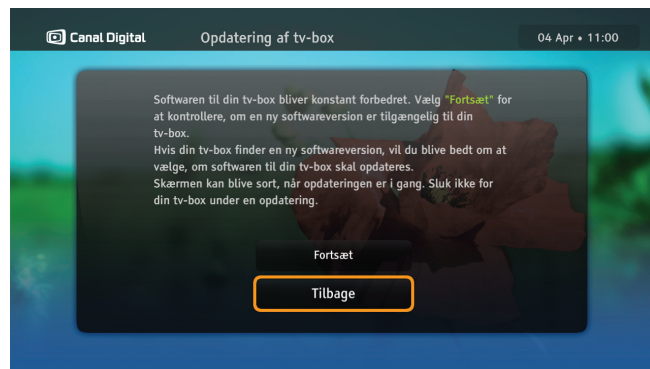 Canal Digital Opdatering af tv-box 04 Apr • 11:00
Softwaren til din tv-box bliver konstant forbedret. Vælg "Fortsæt" for
at kontrollere, om en ny softwareversion er tilgængelig til din
tv-box.
Hvis din tv-box finder en ny softwareversion, vil du blive bedt om at
vælge, om softwaren til din tv-box skal opdateres.
Skærmen kan blive sort, når opdateringen er i gang. Sluk ikke for
din tv-box under en opdatering.
Fortsæt
Tilbage